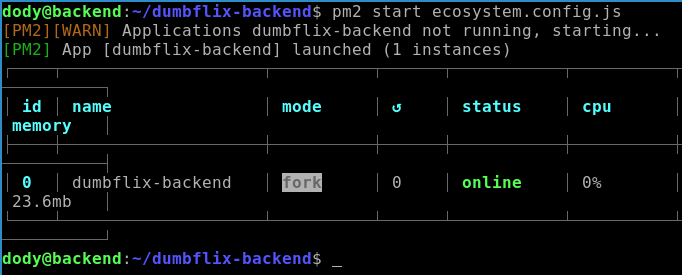 dody@backend:~/dumbflix-backend$ pm2 start ecosystem.config.js
[PM2][WARN] Applications dumbflix-backend not running, starting...
[PM2] App [dumbflix-backend] launched (1 instances)
id name mode ↺ status cpu
memory
0 dumbflix-backend fork 0 online 0%
23.6mb
dody@backend:~/dumbflix-backend$ _